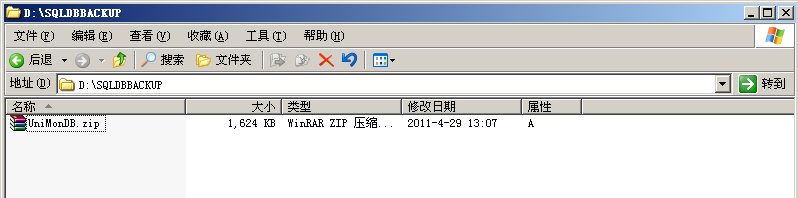 D:\SQLDBBACKUP
文件(F) 编辑(E) 查看(V) 收藏(A) 工具(T) 帮助(H)
后退 搜索 文件夹
地址(D) D:\SQLDBBACKUP 转到
名称 大小 类型 修改日期 属性
UniMonDB.zip 1,624 KB WinRAR ZIP 压缩... 2011-4-29 13:07 A